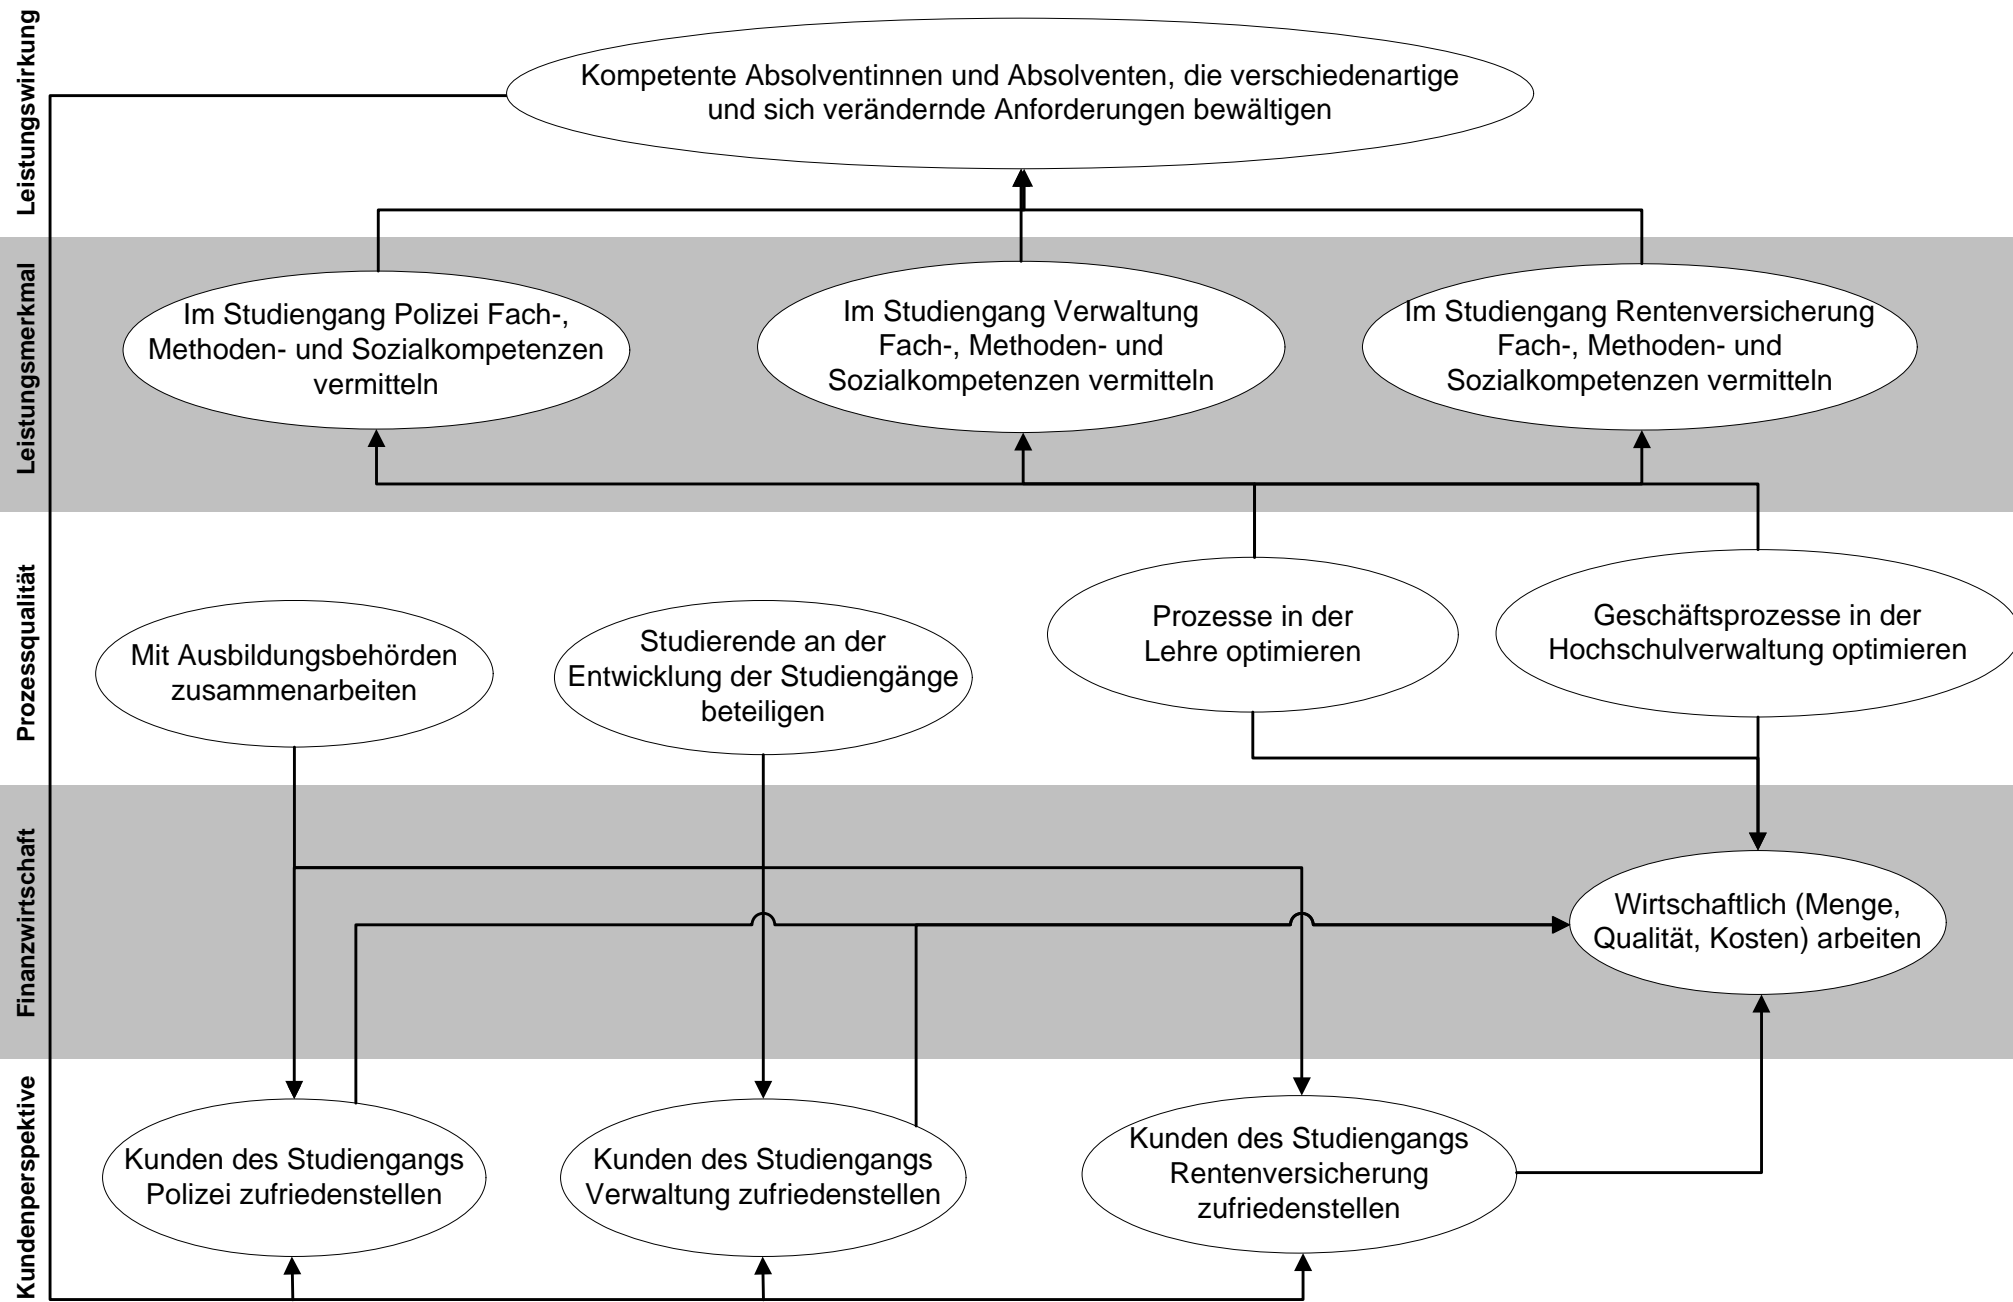 Leistungswirkung
Kompetente Absolventinnen und Absolventen, die verschiedenartige
und sich verändernde Anforderungen bewältigen
Leistungsmerkmal
Im Studiengang Polizei Fach-,
Methoden- und Sozialkompetenzen
vermitteln
Im Studiengang Verwaltung
Fach-, Methoden- und
Sozialkompetenzen vermitteln
Im Studiengang Rentenversicherung
Fach-, Methoden- und
Sozialkompetenzen vermitteln
Prozessqualität
Mit Ausbildungsbehörden
zusammenarbeiten
Studierende an der
Entwicklung der Studiengänge
beteiligen
Prozesse in der
Lehre optimieren
Geschäftsprozesse in der
Hochschulverwaltung optimieren
Finanzwirtschaft
Wirtschaftlich (Menge,
Qualität, Kosten) arbeiten
Kundenperspektive
Kunden des Studiengangs
Polizei zufriedenstellen
Kunden des Studiengangs
Verwaltung zufriedenstellen
Kunden des Studiengangs
Rentenversicherung
zufriedenstellen